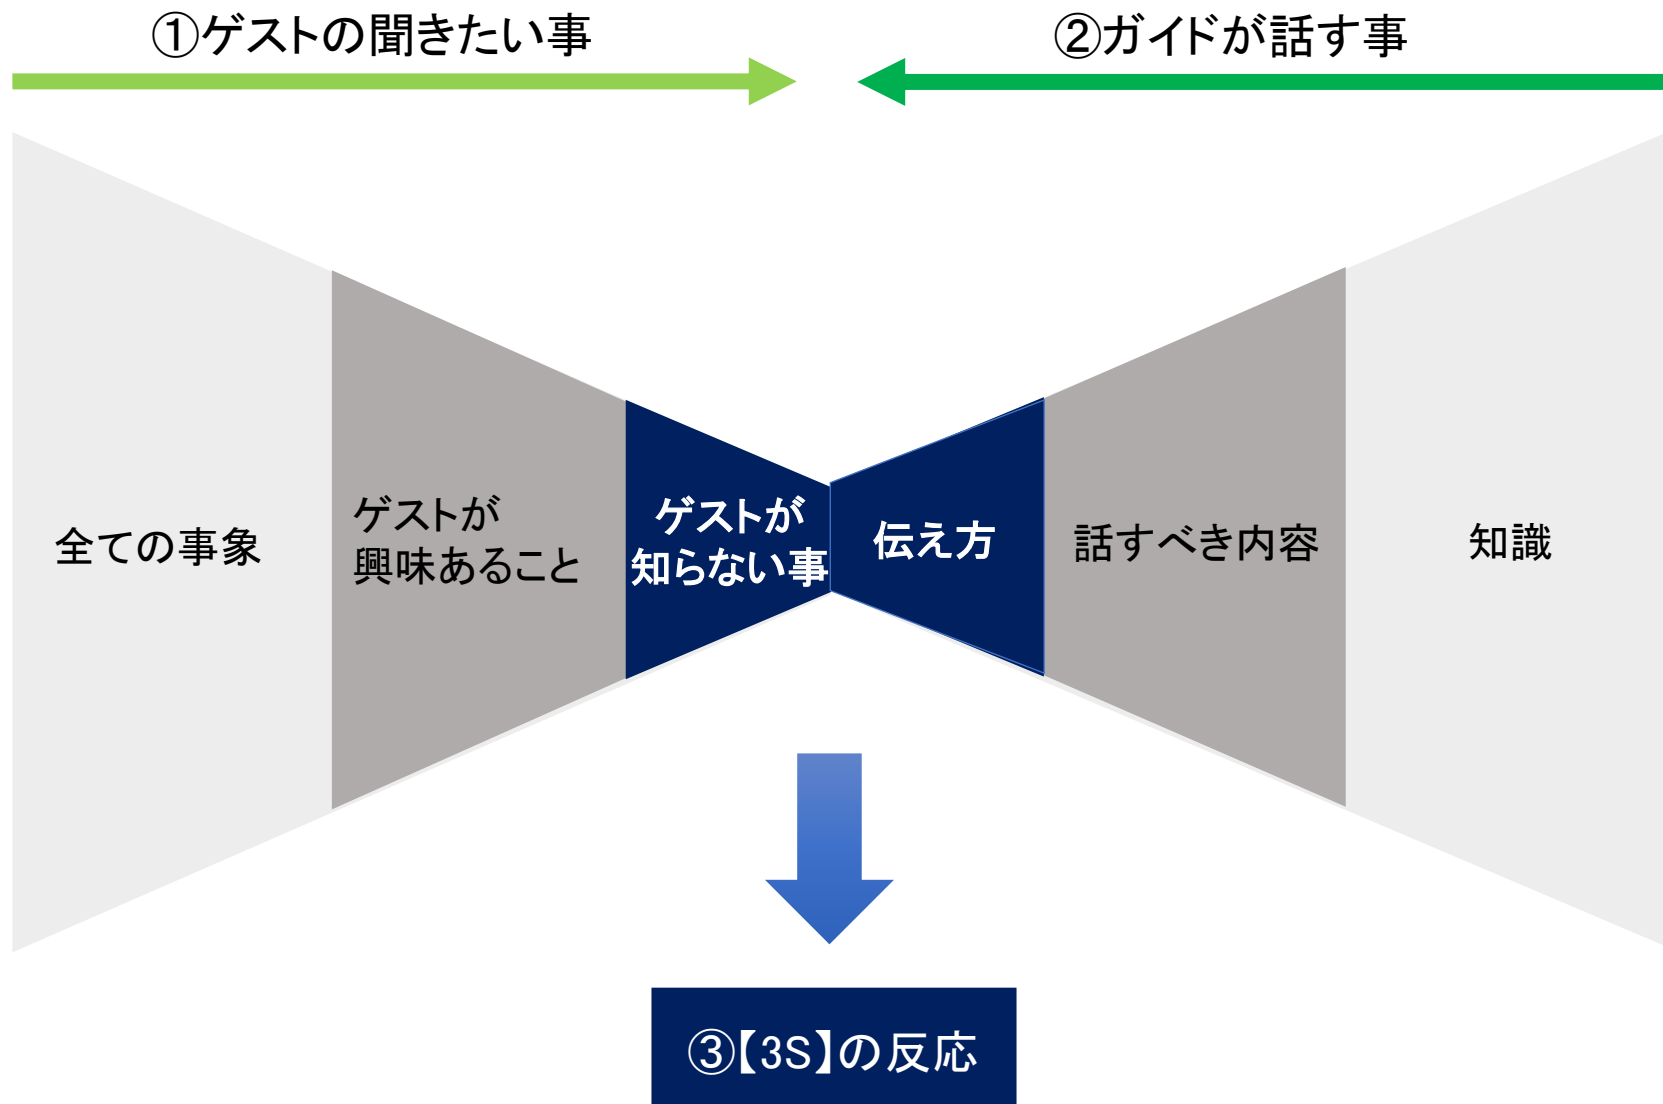 ①ゲストの聞きたい事
②ガイドが話す事
全ての事象
ゲストが
興味あること
ゲストが
知らない事
伝え方
話すべき内容
知識
③【3S】の反応